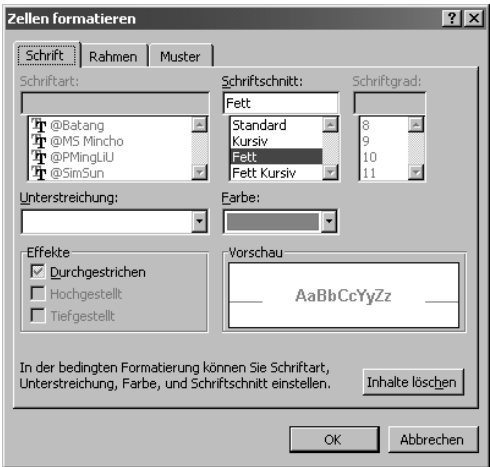 Zellen formatieren
Schrift Rahmen Muster
Schriftart: Schriftschnitt: Schriftgrad:
Fett
@Batang Standard 8
@MS Mincho Kursiv 9
@PMingLiU Fett 10
@SimSun Fett Kursiv 11
Unterstreichung: Farbe:
Effekte Vorschau
Durchgestrichen
Hochgestellt AaBbCcYyZz
Tiefgestellt
In der bedingten Formatierung können Sie Schriftart,
Unterstreichung, Farbe, und Schriftschnitt einstellen. Inhalte löschen
OK Abbrechen